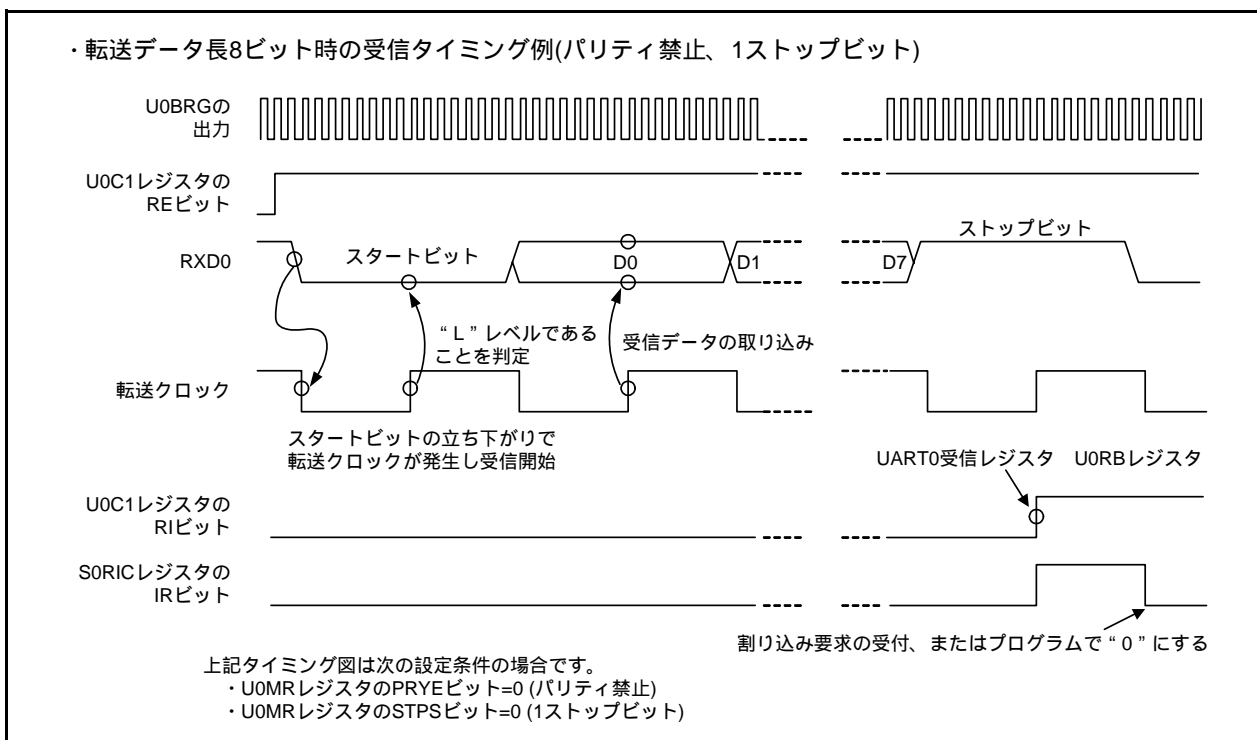 ・転送データ長8ビット時の受信タイミング例(パリティ禁止、1ストップビット)
U0BRGの
出力
U0C1レジスタの
REビット
RXD0
スタートビット
D0
D1
D7
ストップビット
“L”レベルである
ことを判定
受信データの取り込み
転送クロック
スタートビットの立ち下がりで
転送クロックが発生し受信開始
UART0受信レジスタ U0RBレジスタ
U0C1レジスタの
RIビット
S0RICレジスタの
IRビット
割り込み要求の受付、またはプログラムで“0”にする
上記タイミング図は次の設定条件の場合です。
・U0MRレジスタのPRYEビット=0 (パリティ禁止)
・U0MRレジスタのSTPSビット=0 (1ストップビット)